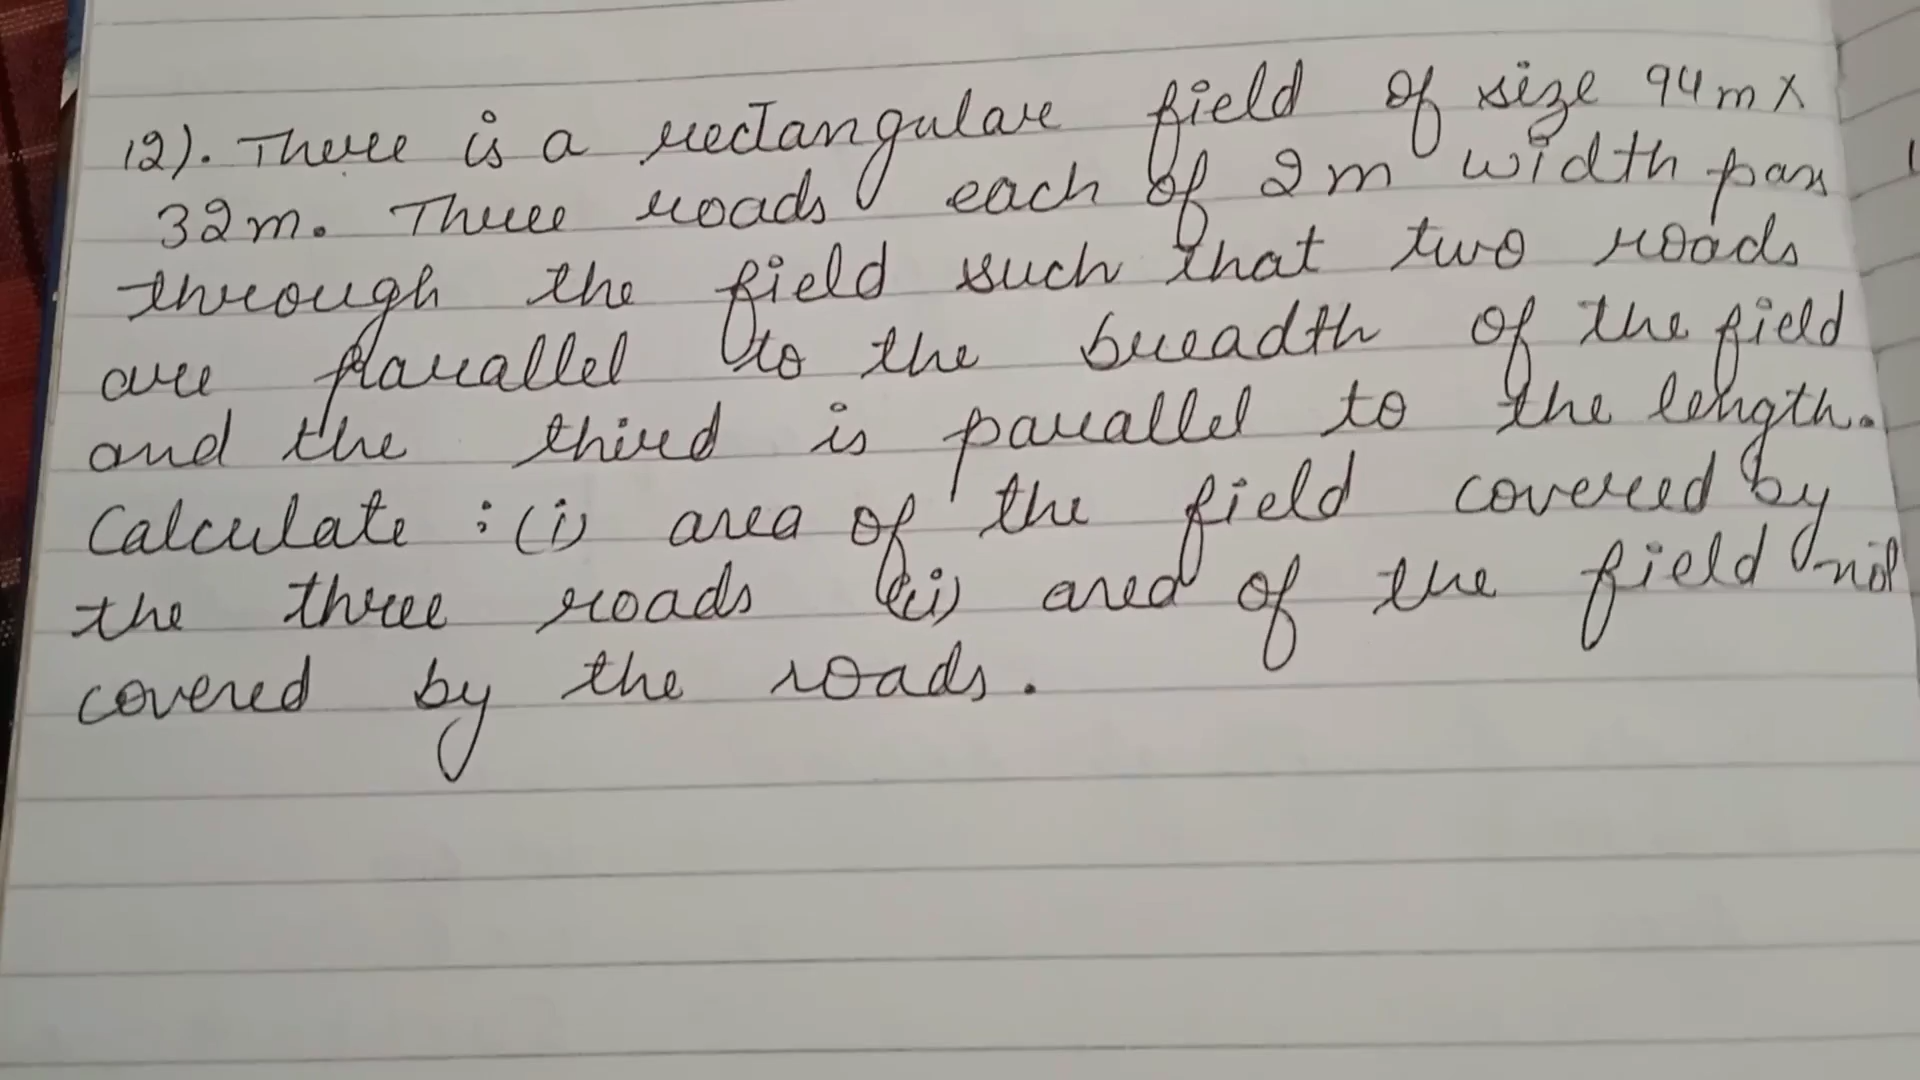 12). There is a rectangular field of size 94m x
32m. Three roads each of 2m width pass
through the field such that two roads
are parallel to the breadth of the field
and the third is parallel to the length.
Calculate : (i) area of the field covered by
the three roads (ii) area of the field not
covered by the roads.